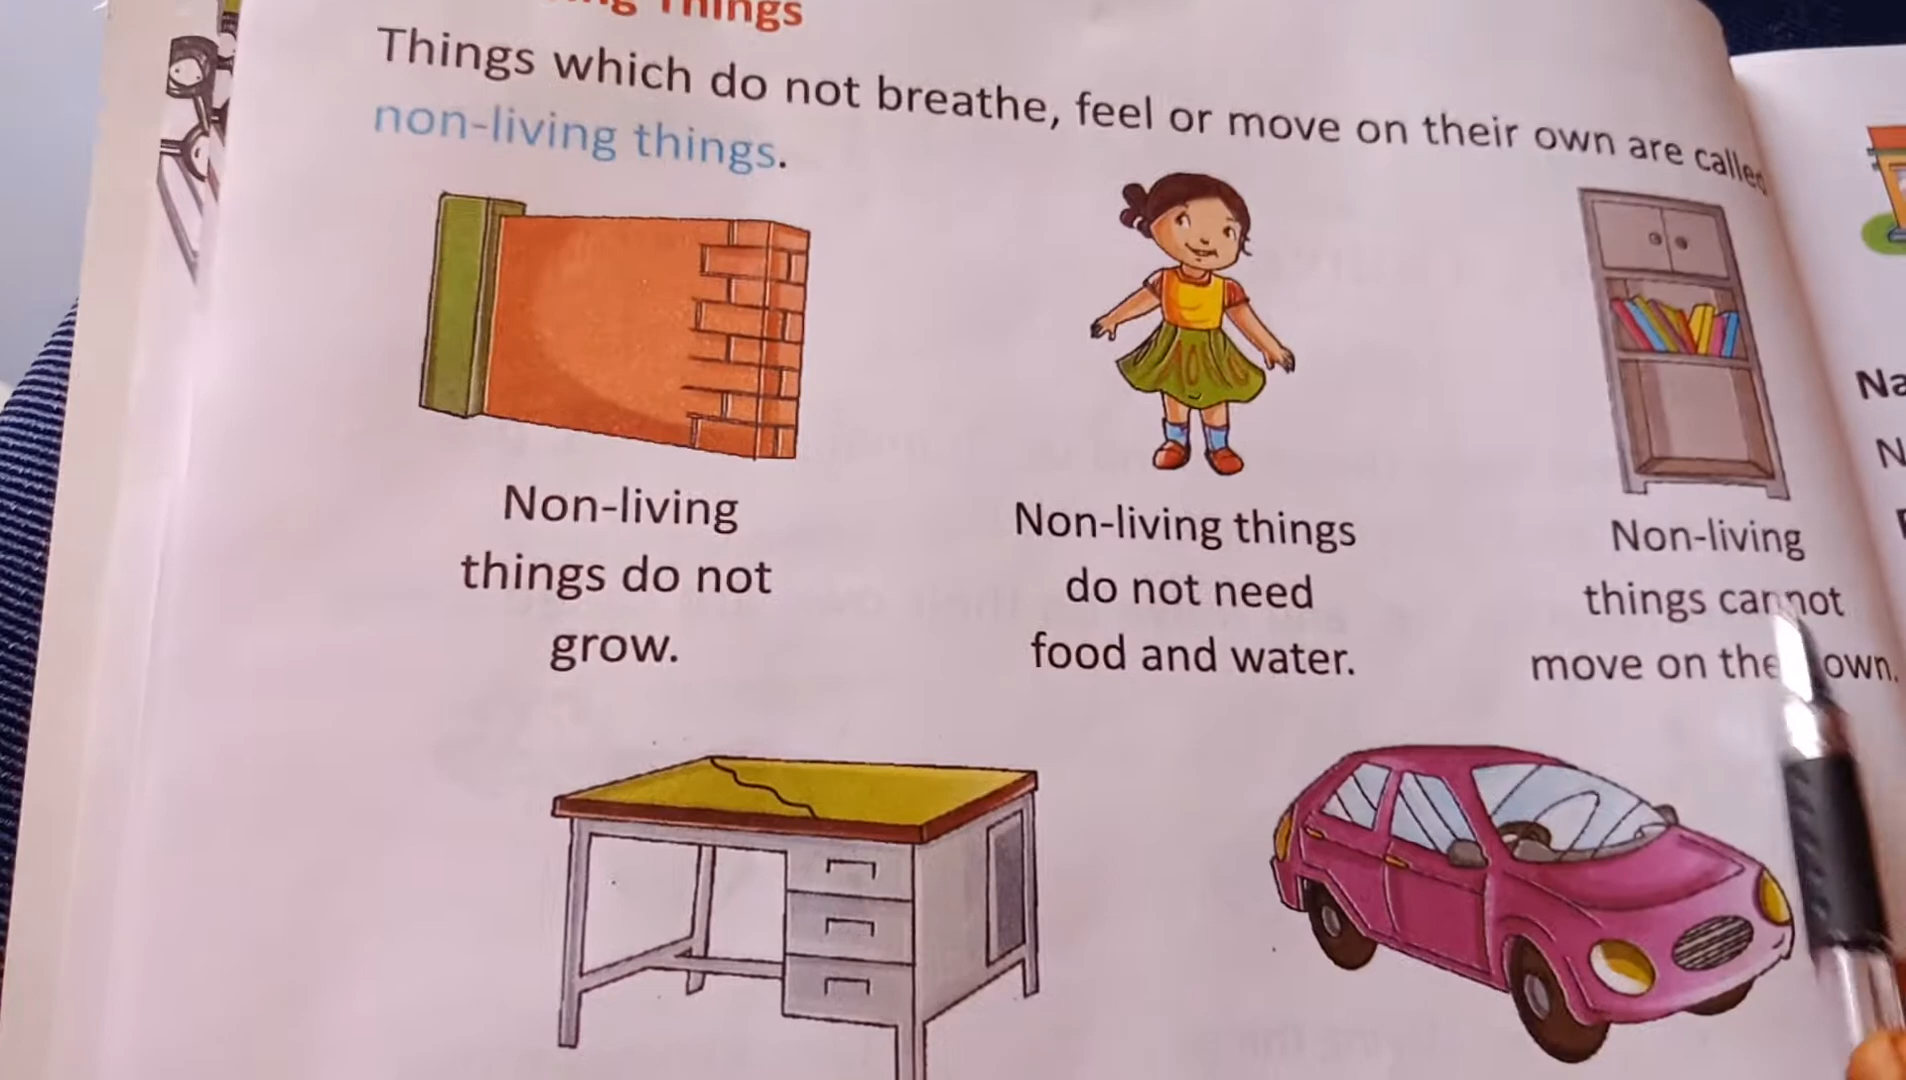 Things
Things which do not breathe, feel or move on their own are called
non-living things.
Non-living
things do not
grow.
Non-living things
do not need
food and water.
Non-living
things cannot
move on the own.